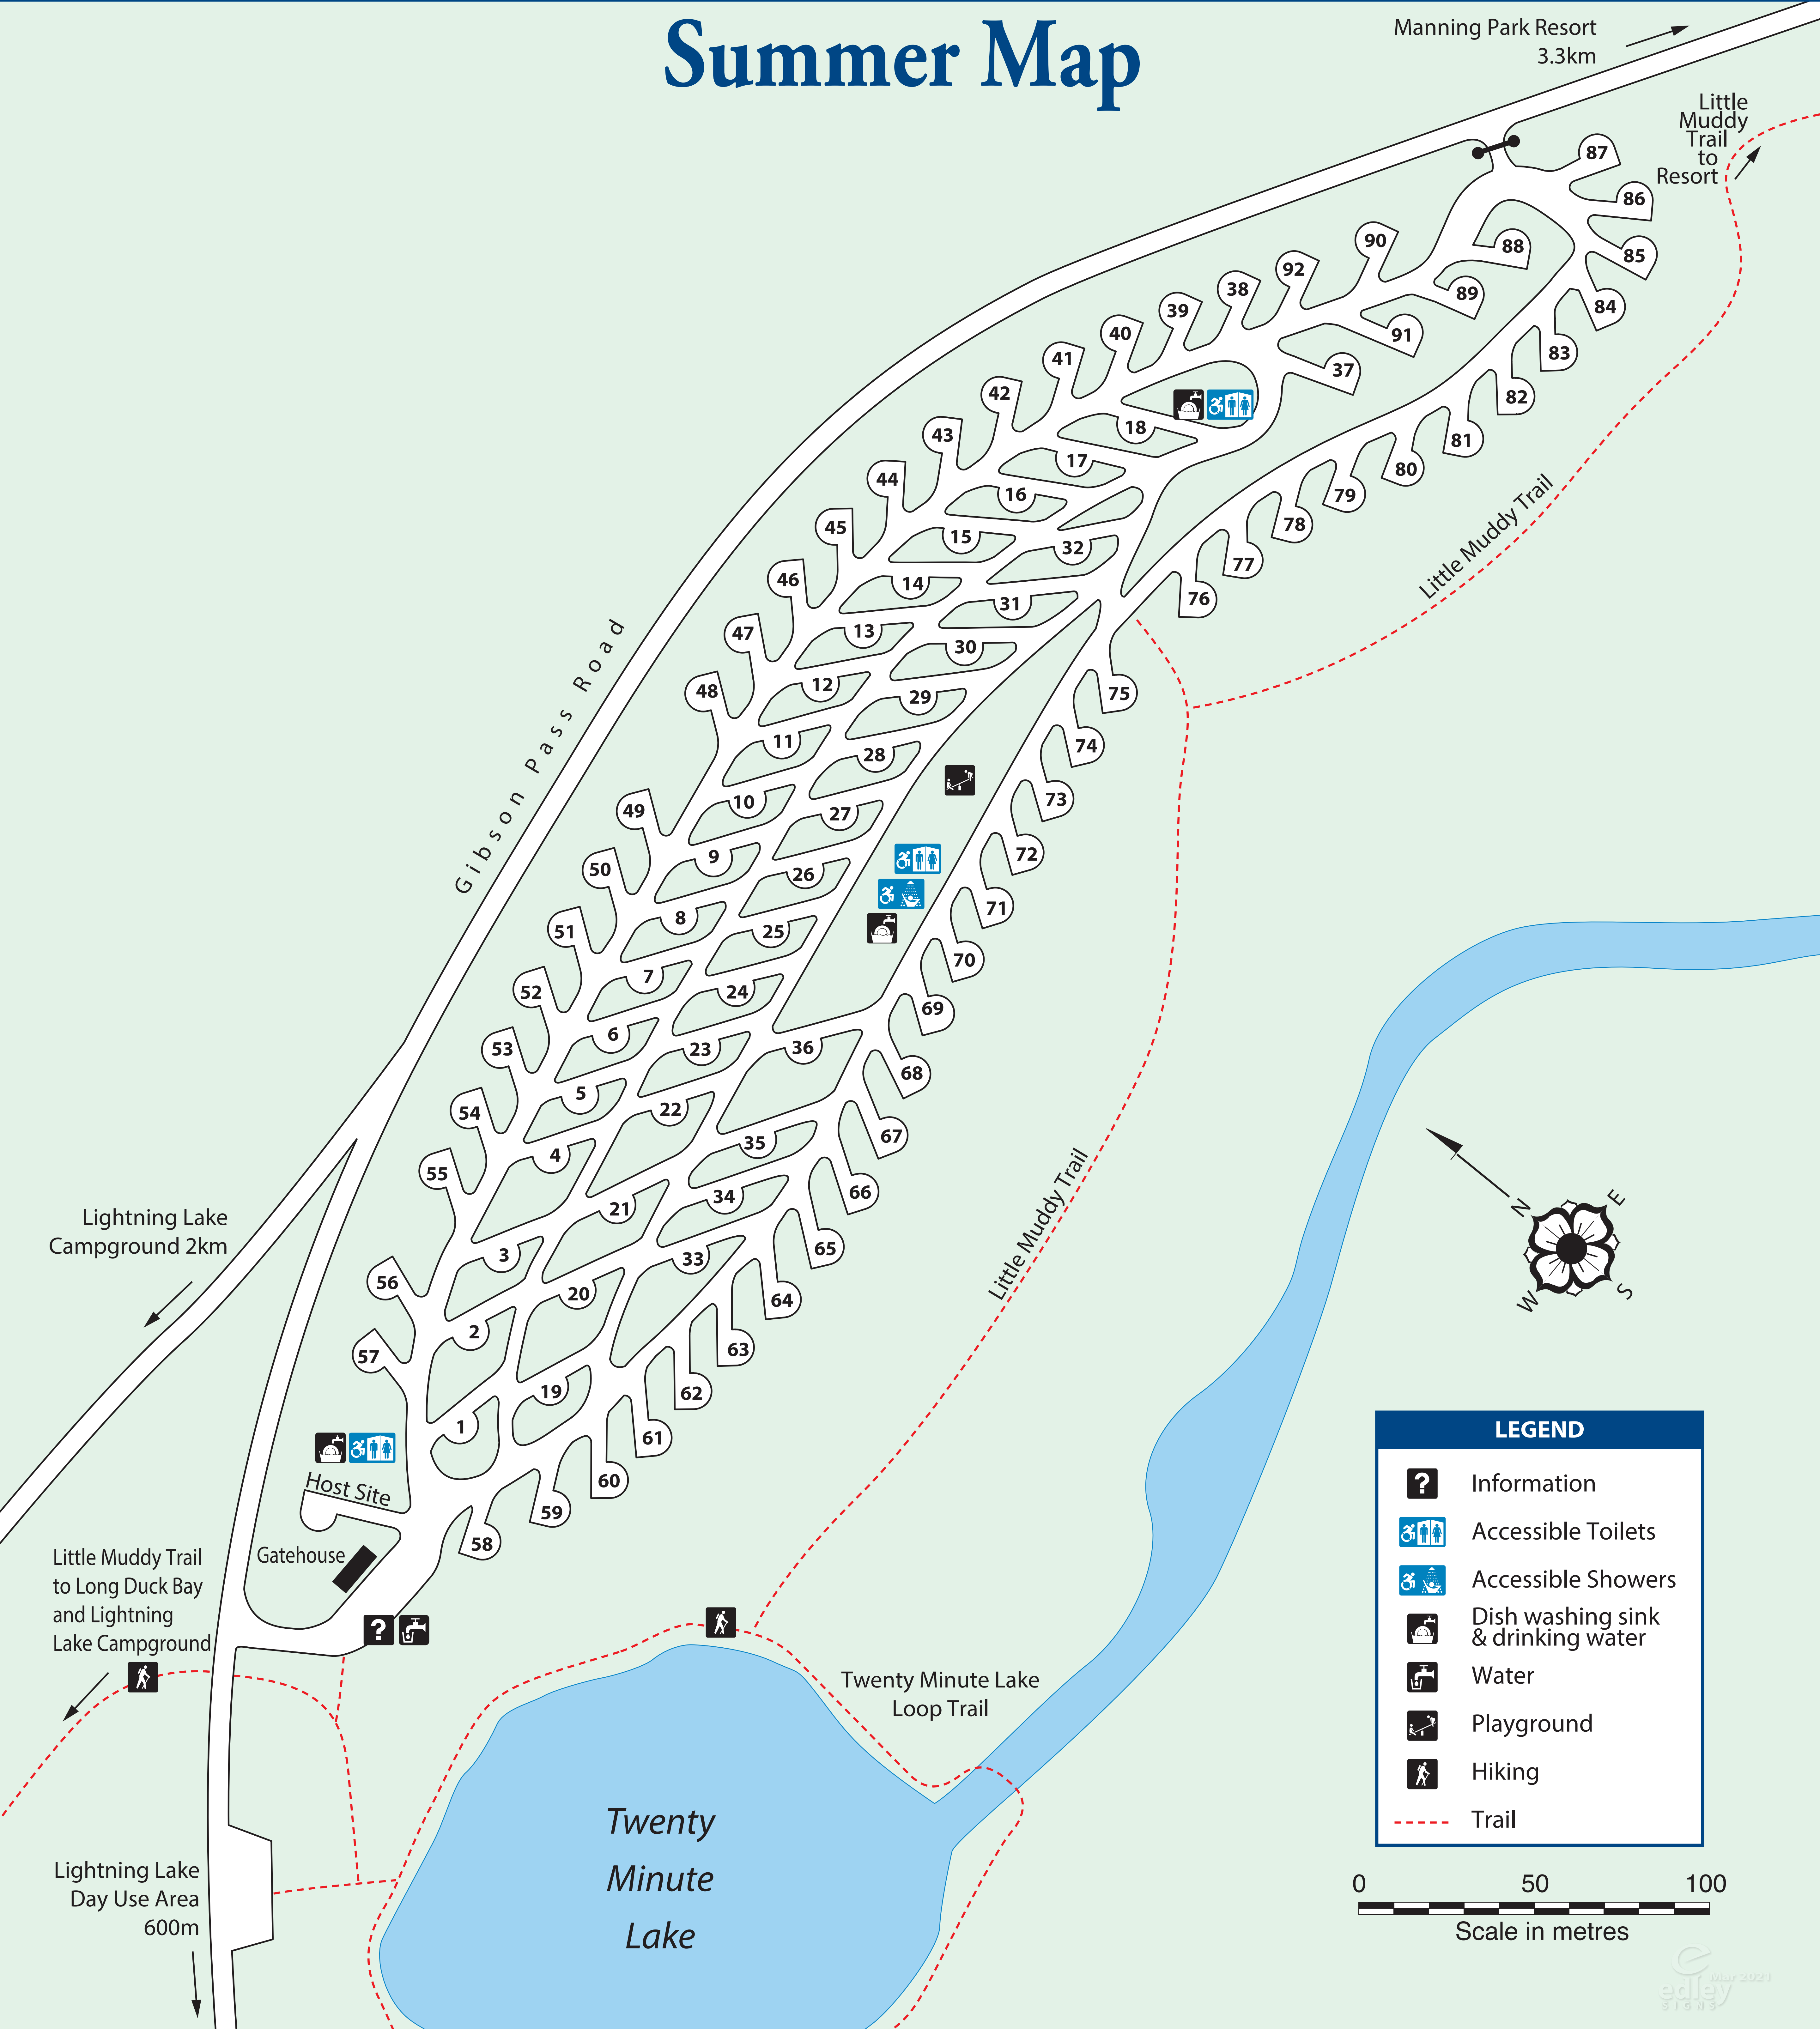 Summer Map
Manning Park Resort
3.3km
Little
Muddy
Trail
to
Resort
87
86
85
84
83
82
81
80
79
78
77
76
88
89
90
91
92
37
38
39
40
41
42
43
44
45
46
47
48
49
50
51
52
53
54
55
56
57
18
17
16
15
14
13
12
11
10
9
8
7
6
5
4
3
2
1
32
31
30
29
28
27
26
25
24
23
22
21
20
19
36
35
34
33
75
74
73
72
71
70
69
68
67
66
65
64
63
62
61
60
59
58
Gibson Pass Road
Little Muddy Trail
Little Muddy Trail
Lightning Lake
Campground 2km
Host Site
Gatehouse
?
Little Muddy Trail
to Long Duck Bay
and Lightning
Lake Campground
Twenty Minute Lake
Loop Trail
Twenty
Minute
Lake
Lightning Lake
Day Use Area
600m
N
E
S
W
LEGEND
? Information
Accessible Toilets
Accessible Showers
Dish washing sink
& drinking water
Water
Playground
Hiking
Trail
0 50 100
Scale in metres
Mar 2021
edley
SIGNS